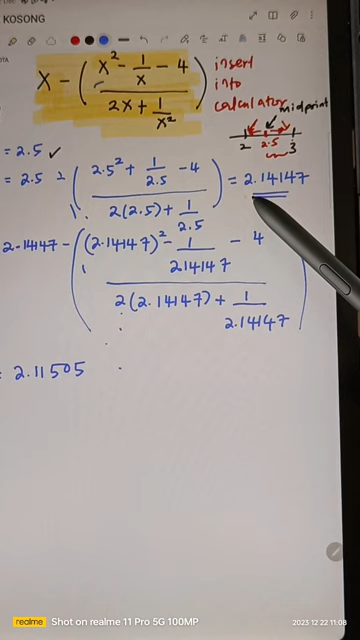 KOSONG
x - ( (x² - 1/x - 4) / (2x + 1/x²) )
insert
into
calculator
midpoint
2 2.5 3
= 2.5 ✓
= 2.5 - ( (2.5² + 1/2.5 - 4) / (2(2.5) + 1/2.5) ) = 2.14147
2.14147 - ( ((2.14147)² - 1/2.14147 - 4) / (2(2.14147) + 1/2.14147) )
= 2.11505
realme Shot on realme 11 Pro 5G 100MP
2023 12 22 11:08